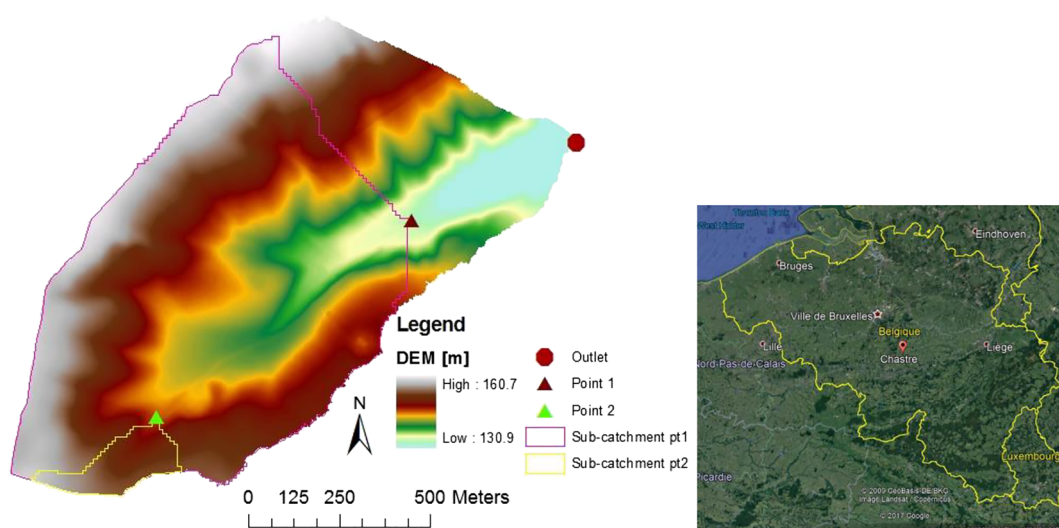 Legend
DEM [m]
High : 160.7
Low : 130.9
N
Outlet
Point 1
Point 2
Sub-catchment pt1
Sub-catchment pt2
0 125 250 500 Meters
Eindhoven
Bruges
Ville de Bruxelles
Belgique
Lille
Chastre
Liège
Nord-Pas-de-Calais
Luxembourg
Picardie
© 2009 GeoBasis-DE/BKG
Image Landsat / Copernicus
© 2017 Google